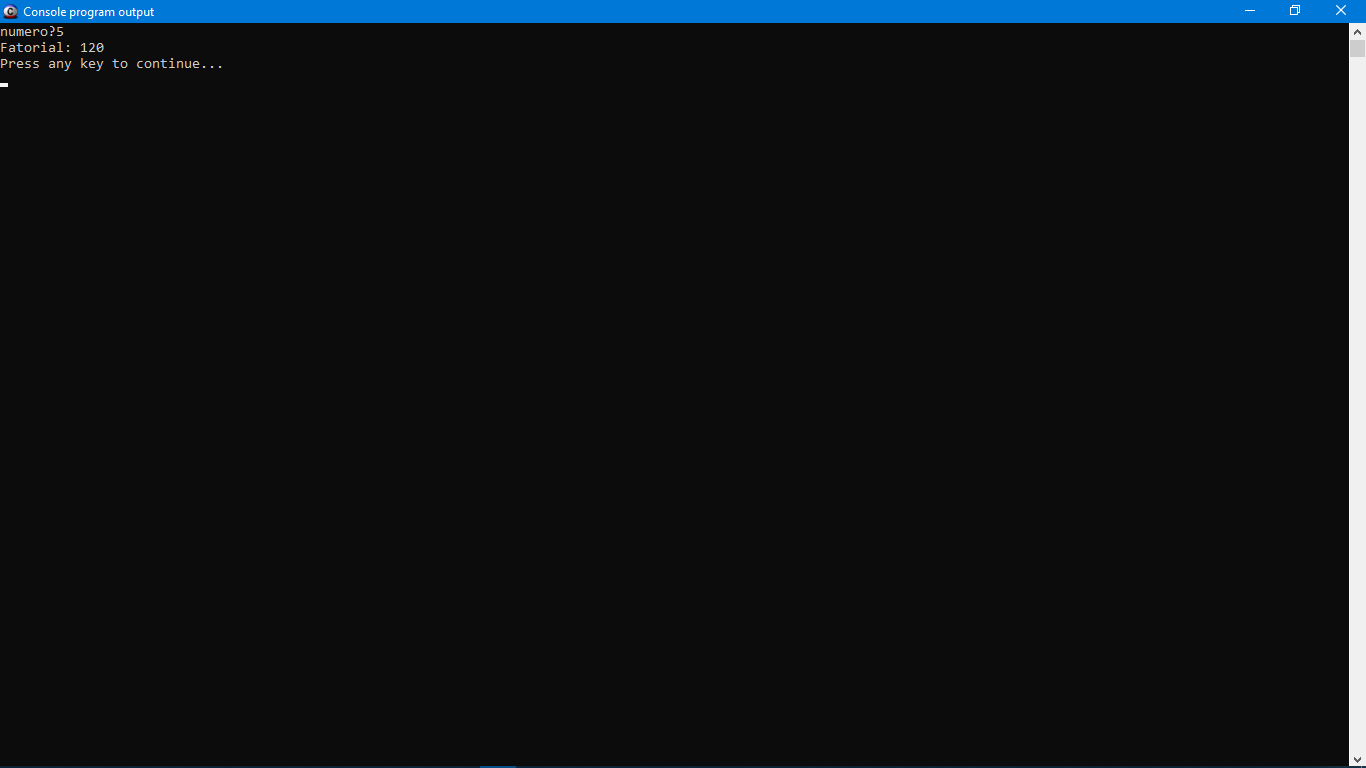 Console program output
numero?5
Fatorial: 120
Press any key to continue...